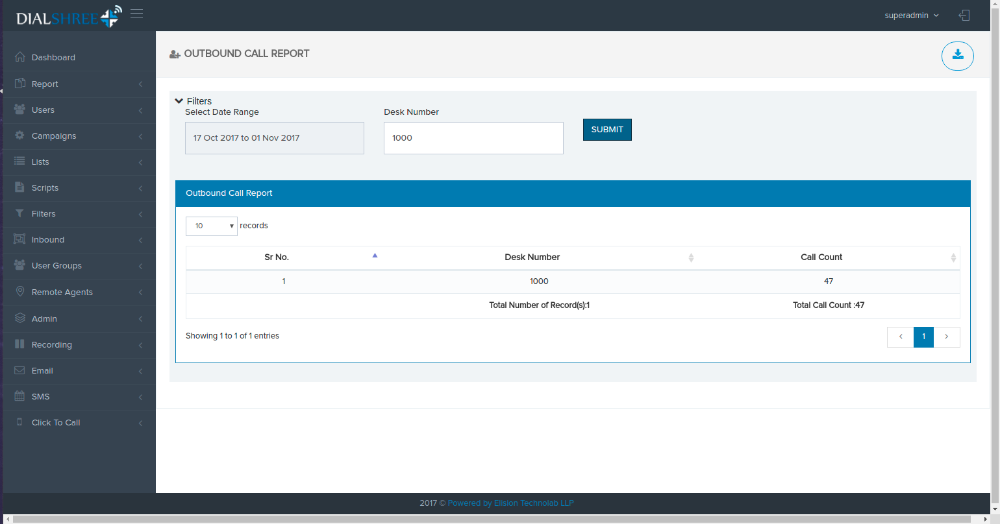 DIALSHREE
superadmin
Dashboard
Report
Users
Campaigns
Lists
Scripts
Filters
Inbound
User Groups
Remote Agents
Admin
Recording
Email
SMS
Click To Call
OUTBOUND CALL REPORT
Filters
Select Date Range
Desk Number
17 Oct 2017 to 01 Nov 2017
1000
SUBMIT
Outbound Call Report
10 records
Sr No. Desk Number Call Count
1 1000 47
Total Number of Record(s):1 Total Call Count :47
Showing 1 to 1 of 1 entries
1
2017 © Powered by Elision Technolab LLP